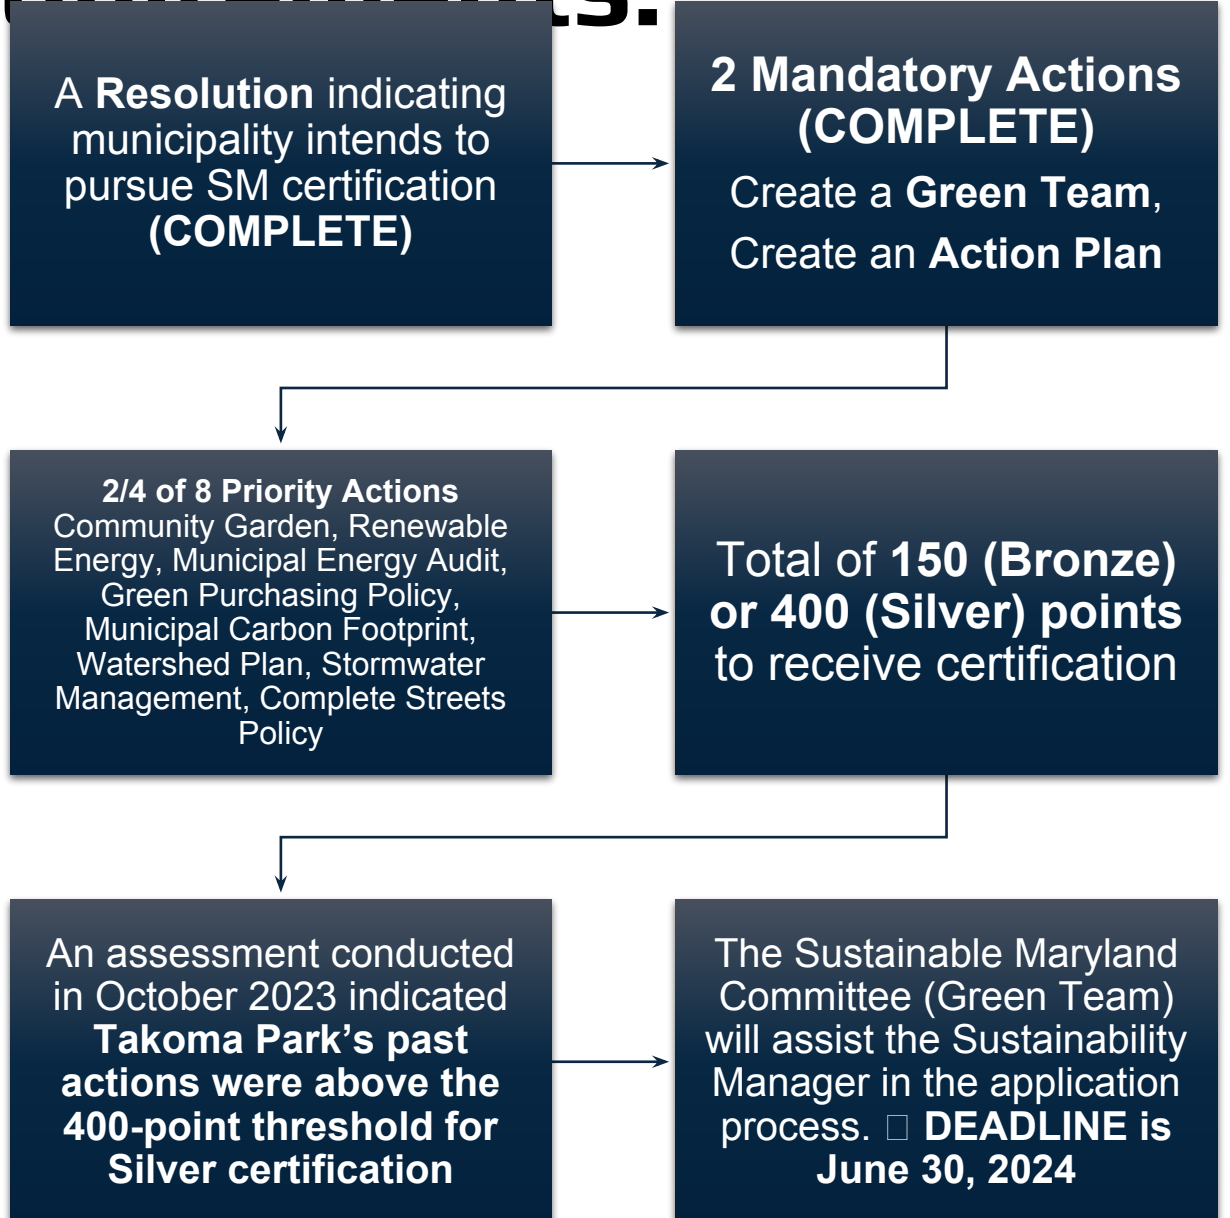 A Resolution indicating
municipality intends to
pursue SM certification
(COMPLETE)
2 Mandatory Actions
(COMPLETE)
Create a Green Team,
Create an Action Plan
2/4 of 8 Priority Actions
Community Garden, Renewable
Energy, Municipal Energy Audit,
Green Purchasing Policy,
Municipal Carbon Footprint,
Watershed Plan, Stormwater
Management, Complete Streets
Policy
Total of 150 (Bronze)
or 400 (Silver) points
to receive certification
An assessment conducted
in October 2023 indicated
Takoma Park’s past
actions were above the
400-point threshold for
Silver certification
The Sustainable Maryland
Committee (Green Team)
will assist the Sustainability
Manager in the application
process. DEADLINE is
June 30, 2024